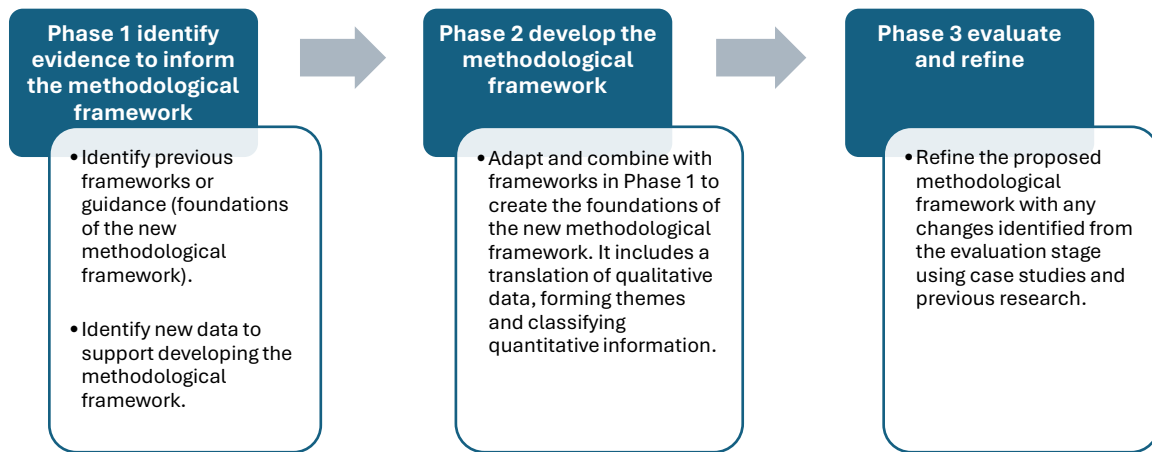 Phase 1 identify
evidence to inform
the methodological
framework
•Identify previous
frameworks or
guidance (foundations
of the new
methodological
framework).
•Identify new data to
support developing the
methodological
framework.
Phase 2 develop the
methodological
framework
•Adapt and combine with
frameworks in Phase 1 to
create the foundations of
the new methodological
framework. It includes a
translation of qualitative
data, forming themes
and classifying
quantitative information.
Phase 3 evaluate
and refine
•Refine the proposed
methodological
framework with any
changes identified from
the evaluation stage
using case studies and
previous research.